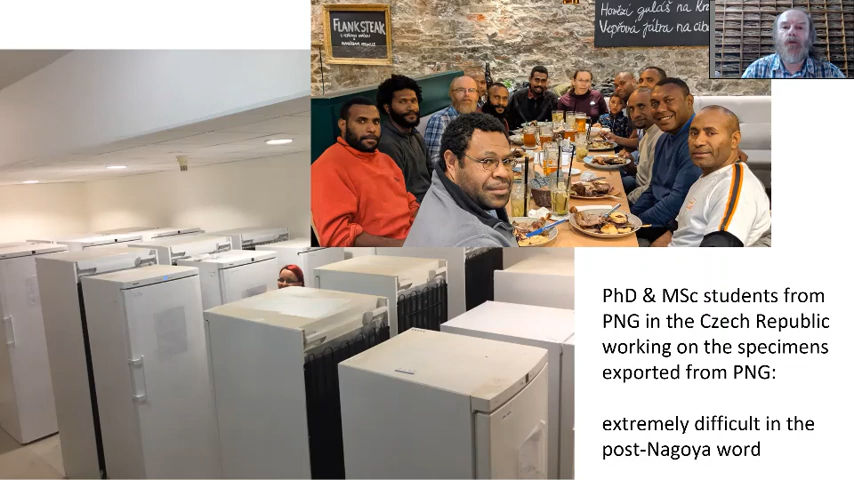 FLANKSTEAK
Hovězí guláš na
Vepřová játra na
PhD & MSc students from
PNG in the Czech Republic
working on the specimens
exported from PNG:
extremely difficult in the
post-Nagoya word